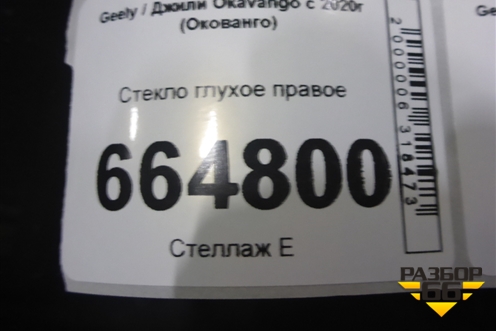 Geely / Джили Okavango с 2020г
(Окованго)
Стекло глухое правое
664800
Стеллаж Е
2000006318473
РАЗБОР
66